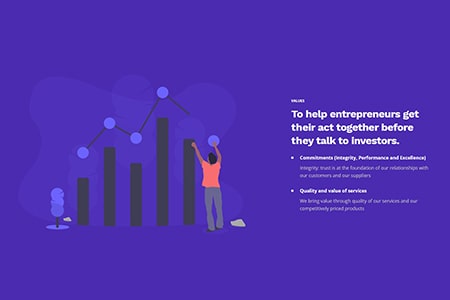 VALUES
To help entrepreneurs get
their act together before
they talk to investors.
Commitments (Integrity, Performance and Excellence)
Integrity: trust is at the foundation of our relationships with
our customers and our suppliers
Quality and value of services
We bring value through quality of our services and our
competitively priced products